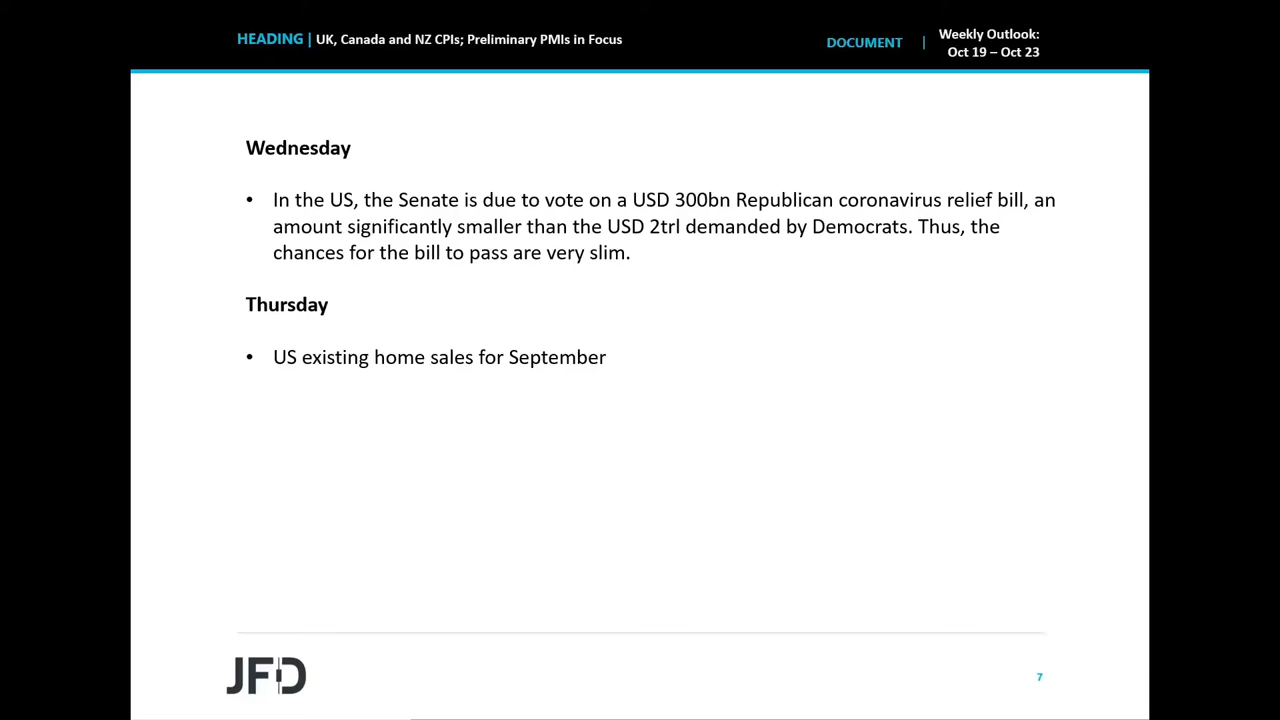 HEADING | UK, Canada and NZ CPIs; Preliminary PMIs in Focus
DOCUMENT | Weekly Outlook:
Oct 19 – Oct 23
Wednesday
• In the US, the Senate is due to vote on a USD 300bn Republican coronavirus relief bill, an
amount significantly smaller than the USD 2trl demanded by Democrats. Thus, the
chances for the bill to pass are very slim.
Thursday
• US existing home sales for September
JFD
7